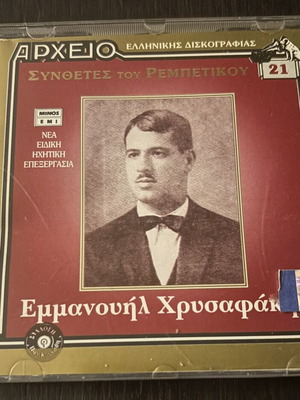 ΑΡΧΕΙΟ
ΕΛΛΗΝΙΚΗΣ ΔΙΣΚΟΓΡΑΦΙΑΣ
ΣΥΝΘΕΤΕΣ ΤΟΥ ΡΕΜΠΕΤΙΚΟΥ
21
MINOS
EMI
ΝΕΑ
ΕΙΔΙΚΗ
ΗΧΗΤΙΚΗ
ΕΠΕΞΕΡΓΑΣΙΑ
Εμμανουήλ